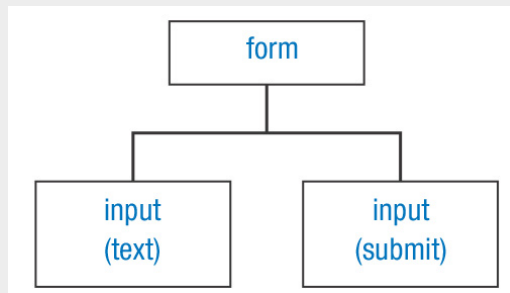 form
input
(text)
input
(submit)